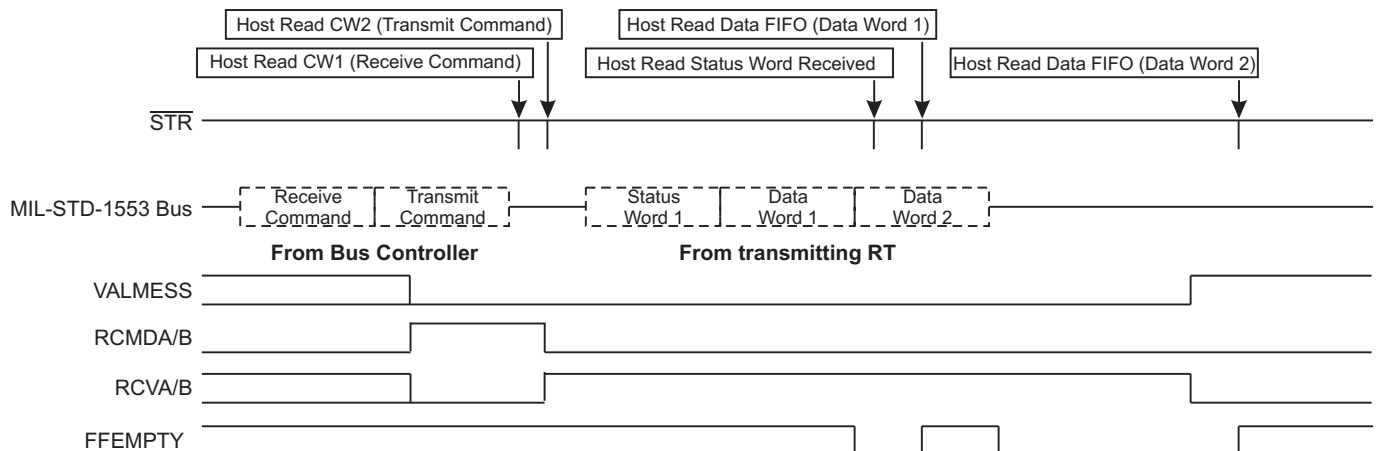 Host Read CW2 (Transmit Command)
Host Read Data FIFO (Data Word 1)
Host Read CW1 (Receive Command)
Host Read Status Word Received
Host Read Data FIFO (Data Word 2)
STR
MIL-STD-1553 Bus
Receive
Command
Transmit
Command
Status
Word 1
Data
Word 1
Data
Word 2
From Bus Controller
From transmitting RT
VALMESS
RCMDA/B
RCVA/B
FFEMPTY